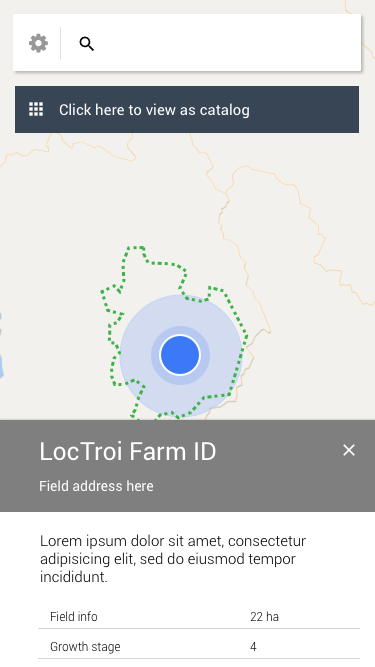 Click here to view as catalog
LocTroi Farm ID
Field address here
Lorem ipsum dolor sit amet, consectetur
adipisicing elit, sed do eiusmod tempor
incididunt.
Field info 22 ha
Growth stage 4